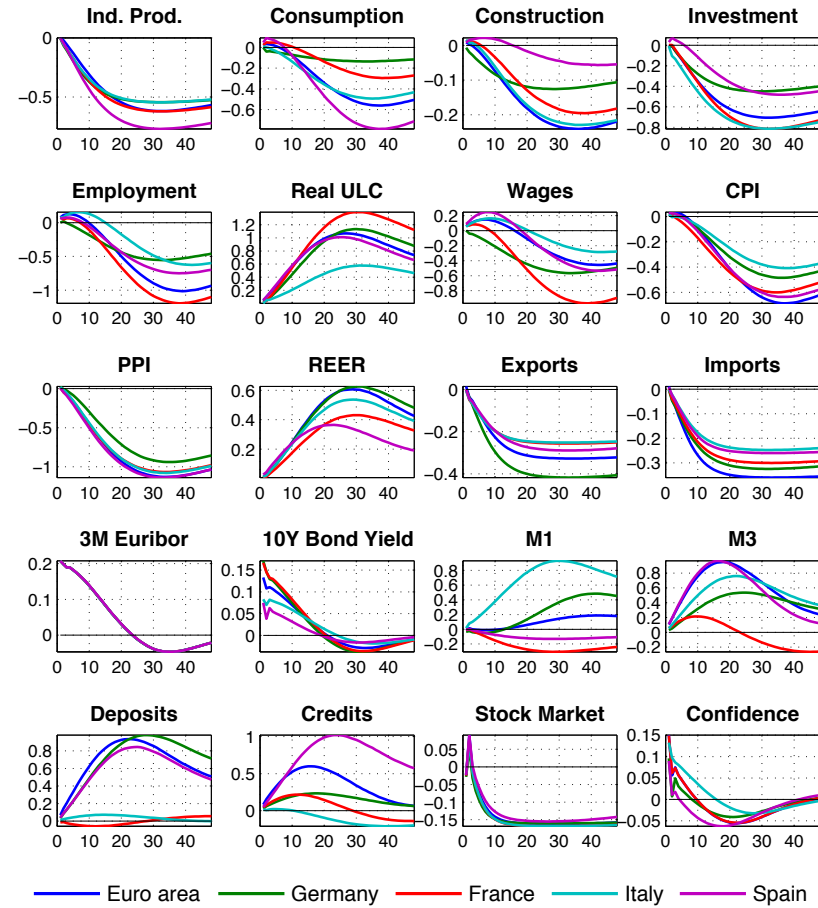 Ind. Prod. Consumption Construction Investment
0 −0.5
0 −0.2 −0.4 −0.6
0 −0.1 −0.2
0 −0.2 −0.4 −0.6 −0.8
0 10 20 30 40 0 10 20 30 40 0 10 20 30 40 0 10 20 30 40
Employment Real ULC Wages CPI
0 −0.5 −1
1.2 1 0.8 0.6 0.4 0.2
0.2 0 −0.2 −0.4 −0.6 −0.8
0 −0.2 −0.4 −0.6
0 10 20 30 40 0 10 20 30 40 0 10 20 30 40 0 10 20 30 40
PPI REER Exports Imports
0 −0.5 −1
0.6 0.4 0.2
0 −0.2 −0.4
0 −0.1 −0.2 −0.3
0 10 20 30 40 0 10 20 30 40 0 10 20 30 40 0 10 20 30 40
3M Euribor 10Y Bond Yield M1 M3
0.2 0.1 0
0.15 0.1 0.05 0
0.8 0.6 0.4 0.2 0 −0.2
0.8 0.6 0.4 0.2 0 −0.2
0 10 20 30 40 0 10 20 30 40 0 10 20 30 40 0 10 20 30 40
Deposits Credits Stock Market Confidence
0.8 0.6 0.4 0.2 0
1 0.5 0
0.05 0 −0.05 −0.1 −0.15
0.15 0.1 0.05 0 −0.05
0 10 20 30 40 0 10 20 30 40 0 10 20 30 40 0 10 20 30 40
Euro area Germany France Italy Spain